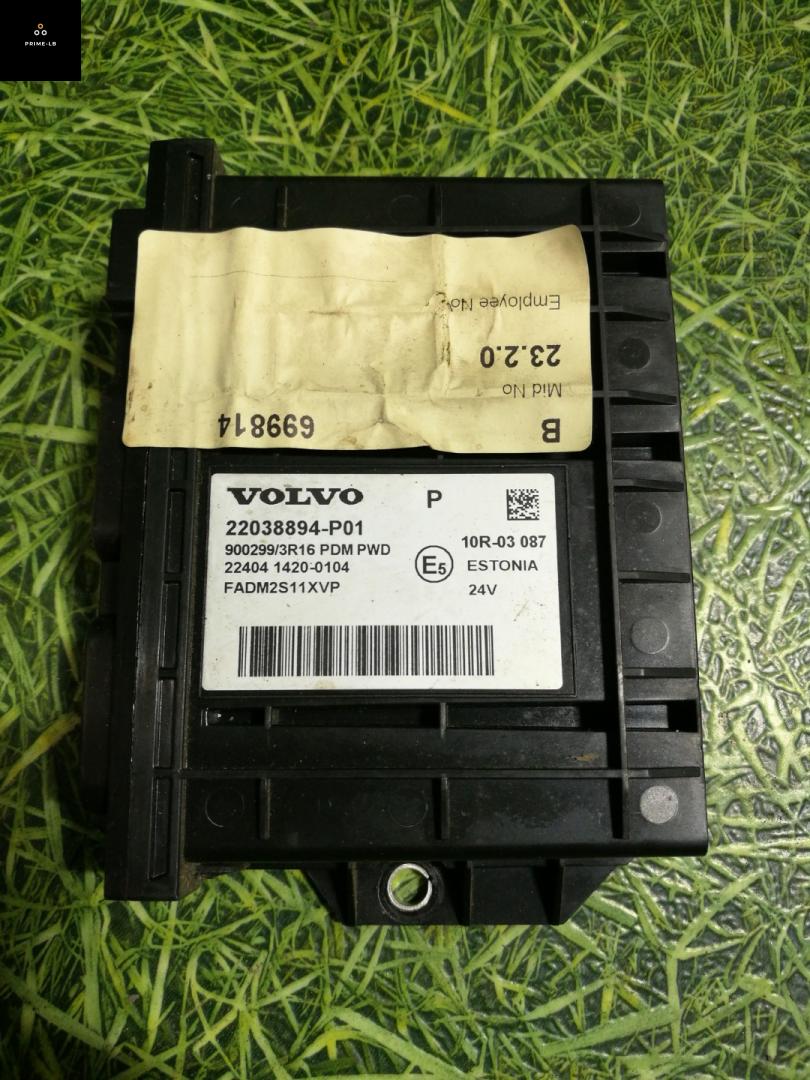 PRIME-LB
Employee No
23.2.0
Mid No
B
699814
VOLVO
P
22038894-P01
900299/3R16 PDM PWD
22404 1420-0104
FADM2S11XVP
E5
10R-03 087
ESTONIA
24V